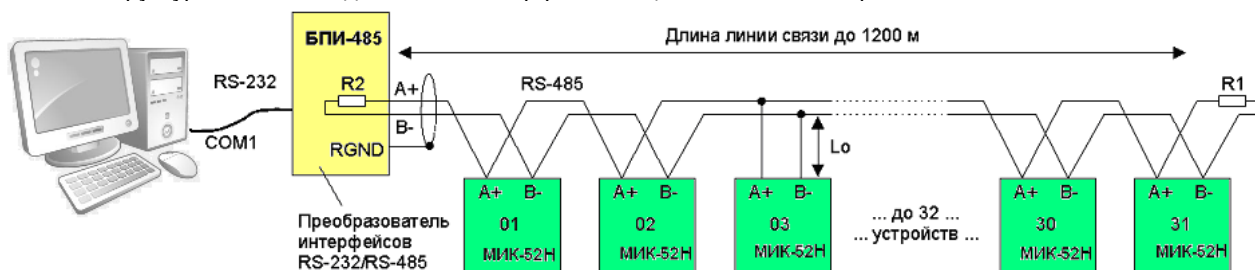 БПИ-485
Длина линии связи до 1200 м
RS-232
COM1
R2
A+
B-
RGND
RS-485
R1
Lo
A+ B-
01
МИК-52Н
A+ B-
02
МИК-52Н
A+ B-
03
МИК-52Н
... до 32 ...
... устройств ...
A+ B-
30
МИК-52Н
A+ B-
31
МИК-52Н
Преобразователь
интерфейсов
RS-232/RS-485